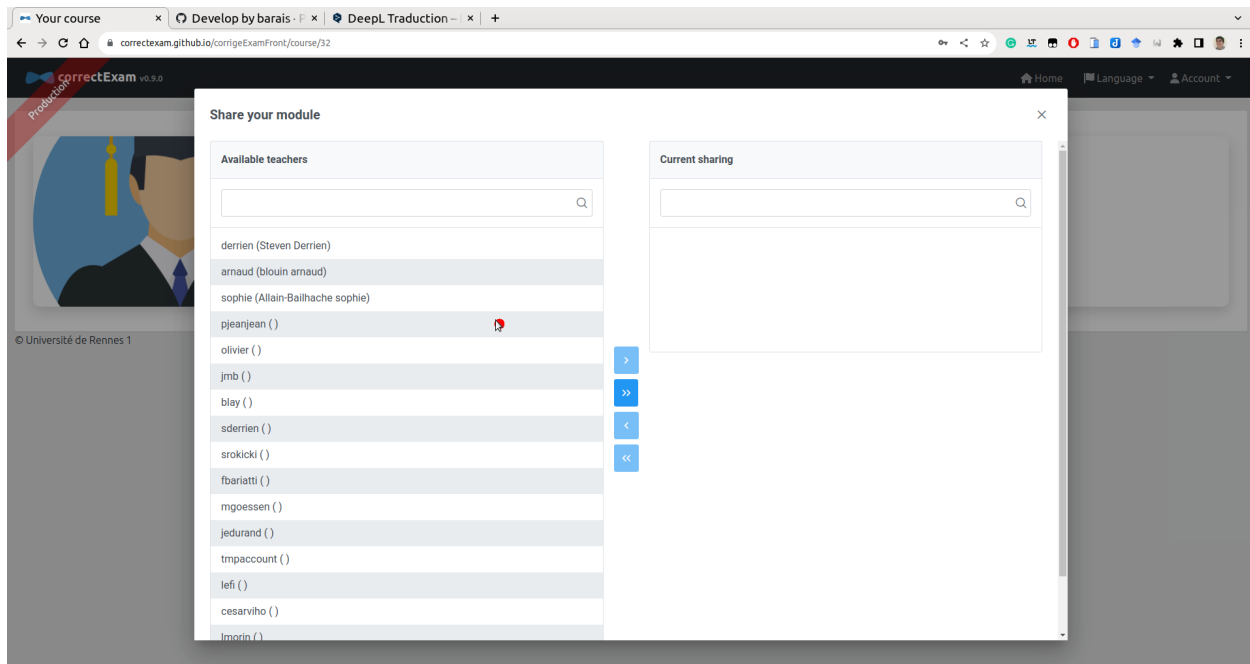 Your course
Develop by barais · P
DeepL Traduction –
correctexam.github.io/corrigeExamFront/course/32
correctExam v0.9.0
Home Language Account
Production
Share your module
Available teachers
derrien (Steven Derrien)
arnaud (blouin arnaud)
sophie (Allain-Bailhache sophie)
pjeanjean ( )
olivier ( )
jmb ( )
blay ( )
sderrien ( )
srokicki ( )
fbariatti ( )
mgoessen ( )
jedurand ( )
tmpaccount ( )
lefi ( )
cesarviho ( )
lmorin ( )
Current sharing
© Université de Rennes 1